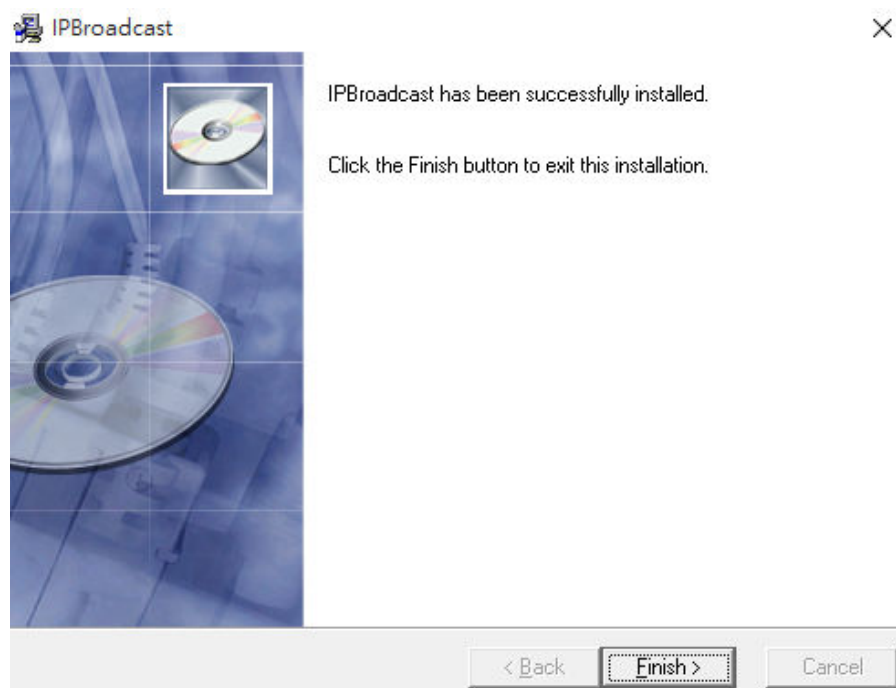 IPBroadcast
IPBroadcast has been successfully installed.
Click the Finish button to exit this installation.
< Back
Finish >
Cancel